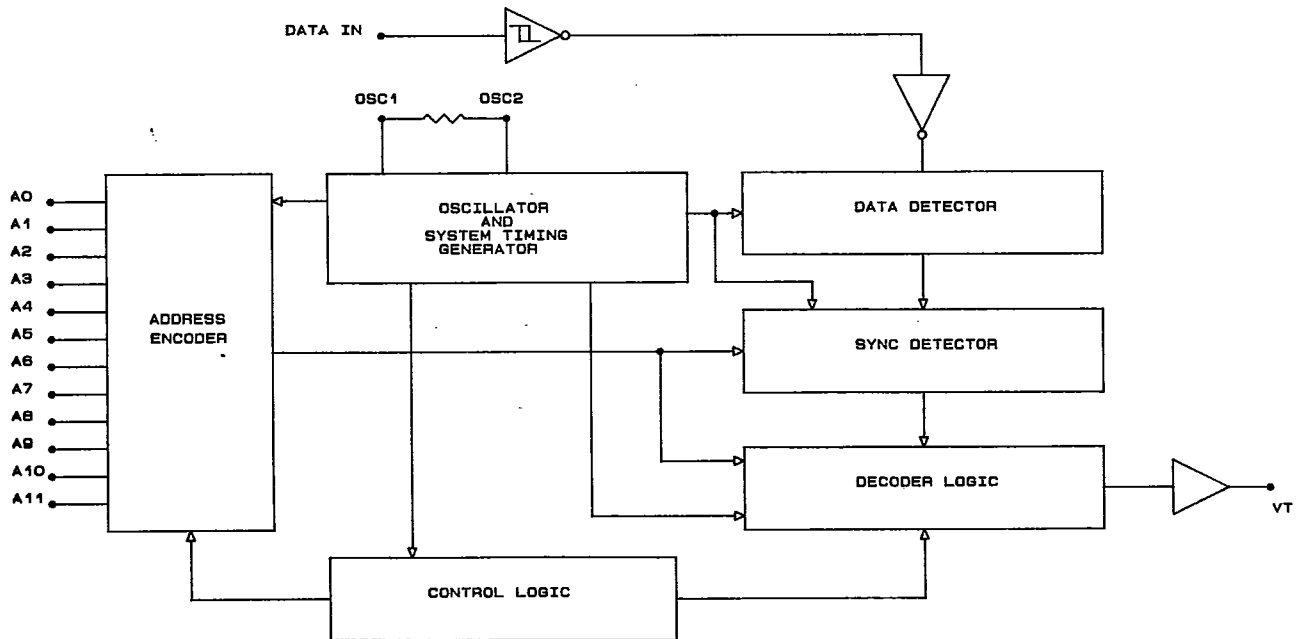 DATA IN
OSC1
OSC2
A0
A1
A2
A3
A4
A5
A6
A7
A8
A9
A10
A11
ADDRESS
ENCODER
OSCILLATOR
AND
SYSTEM TIMING
GENERATOR
DATA DETECTOR
SYNC DETECTOR
DECODER LOGIC
VT
CONTROL LOGIC